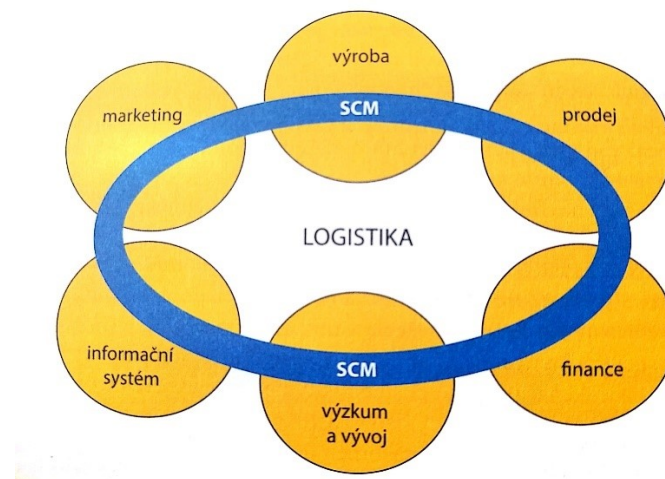 výroba
marketing
SCM
prodej
LOGISTIKA
informační
systém
SCM
finance
výzkum
a vývoj